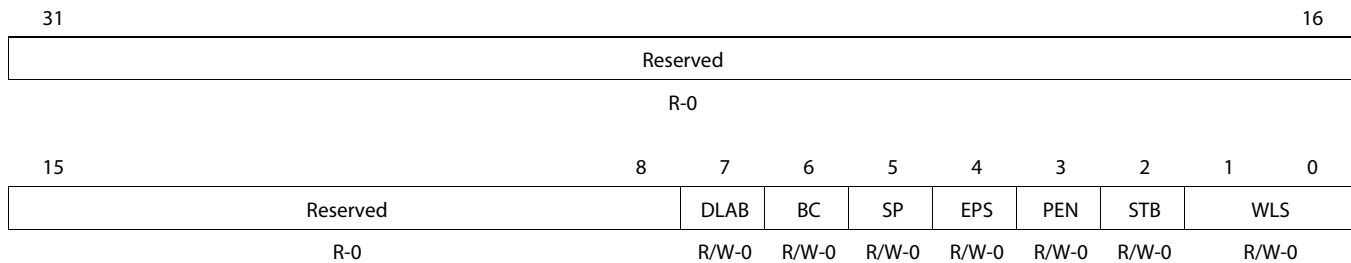 31 16
Reserved
R-0
15 8 7 6 5 4 3 2 1 0
Reserved DLAB BC SP EPS PEN STB WLS
R-0 R/W-0 R/W-0 R/W-0 R/W-0 R/W-0 R/W-0 R/W-0